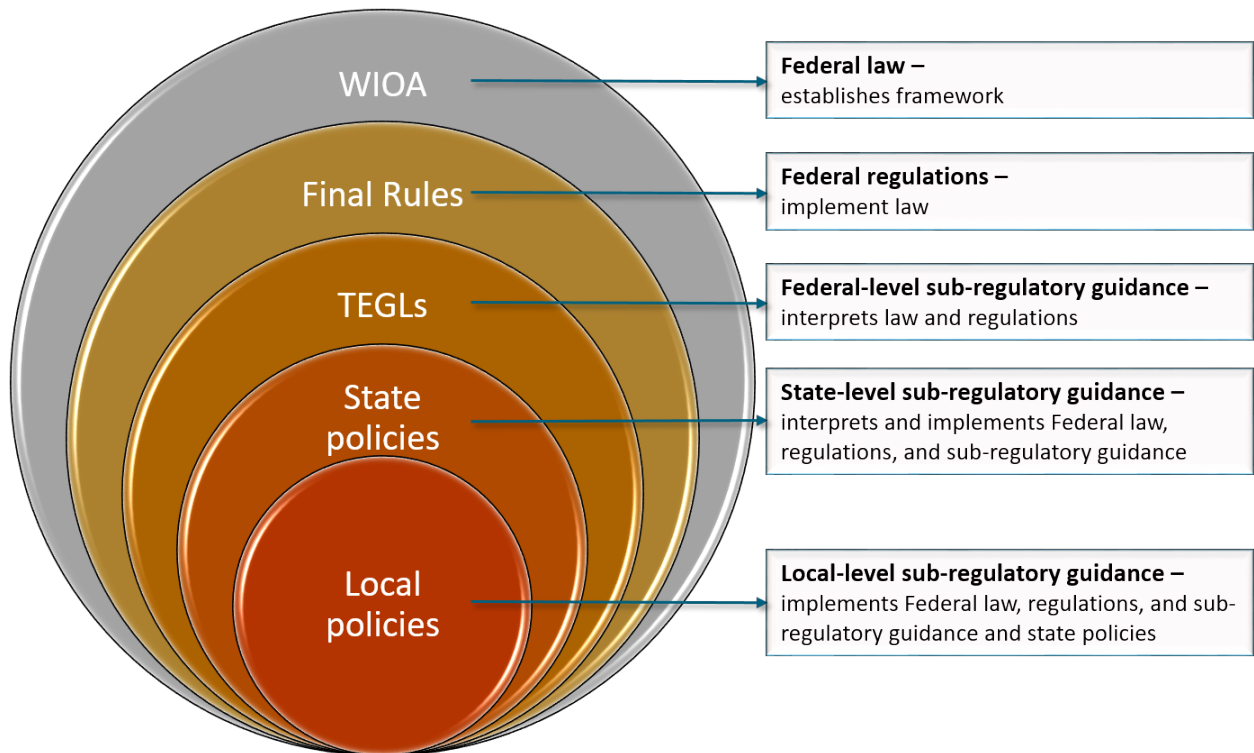 WIOA
Federal law –
establishes framework
Final Rules
Federal regulations –
implement law
TEGLs
Federal-level sub-regulatory guidance –
interprets law and regulations
State
policies
State-level sub-regulatory guidance –
interprets and implements Federal law,
regulations, and sub-regulatory guidance
Local
policies
Local-level sub-regulatory guidance –
implements Federal law, regulations, and sub-
regulatory guidance and state policies